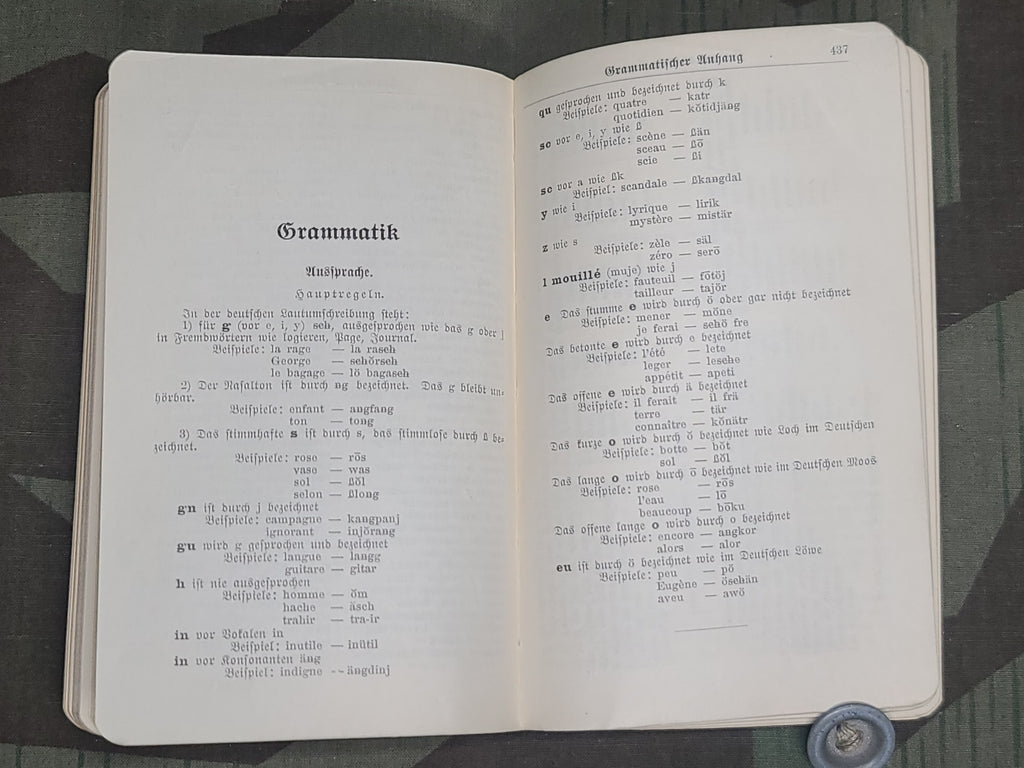 Grammatik
Aussprache.
Hauptregeln.
In der deutschen Lautumschreibung steht:
1) für g (vor e, i, y) sch, ausgesprochen wie das g oder j
in Fremdwörtern wie logieren, Page, Journal.
Beispiele: la rage — la rasch
George — schörsch
le bagage — lö bagasch
2) Der Nasalton ist durch ng bezeichnet. Das g bleibt un-
hörbar.
Beispiele: enfant — angfang
ton — tong
3) Das stimmhafte s ist durch s, das stimmlose durch ß be-
zeichnet.
Beispiele: rose — rōs
vase — was
sol — ßŏl
selon — ßlong
gn ist durch j bezeichnet
Beispiele: campagne — kangpanj
ignorant — injŏrang
gu wird g gesprochen und bezeichnet
Beispiele: langue — langg
guitare — gitar
h ist nie ausgesprochen
Beispiele: homme — ŏm
hache — äsch
trahir — tra-ir
in vor Vokalen in
Beispiel: inutile — inütil
in vor Konsonanten äng
Beispiel: indigne -- ängdinj
Grammatischer Anhang 437
qu gesprochen und bezeichnet durch k
Beispiele: quatre — katr
quotidien — kŏtidjäng
sc vor e, i, y wie ß
Beispiele: scène — ßän
sceau — ßō
scie — ßi
sc vor a wie ßk
Beispiel: scandale — ßkangdal
y wie i
Beispiele: lyrique — lirik
mystère — mistär
z wie s
Beispiele: zèle — säl
zéro — serō
l mouillé (muje) wie j
Beispiele: fauteuil — fōtöj
tailleur — tajör
e Das stumme e wird durch ö oder gar nicht bezeichnet
Beispiele: mener — möne
je ferai — schö fre
Das betonte e wird durch e bezeichnet
Beispiele: l'été — lete
leger — lesche
appétit — apeti
Das offene e wird durch ä bezeichnet
Beispiele: il ferait — il frä
terre — tär
connaître — kŏnätr
Das kurze o wird durch ŏ bezeichnet wie Loch im Deutschen
Beispiele: botte — bŏt
sol — ßŏl
Das lange o wird durch ō bezeichnet wie im Deutschen Moos
Beispiele: rose — rōs
l'eau — lō
beaucoup — bōku
Das offene lange o wird durch o bezeichnet
Beispiele: encore — angkor
alors — alor
eu ist durch ö bezeichnet wie im Deutschen Löwe
Beispiele: peu — pö
Eugène — öschän
aveu — awö